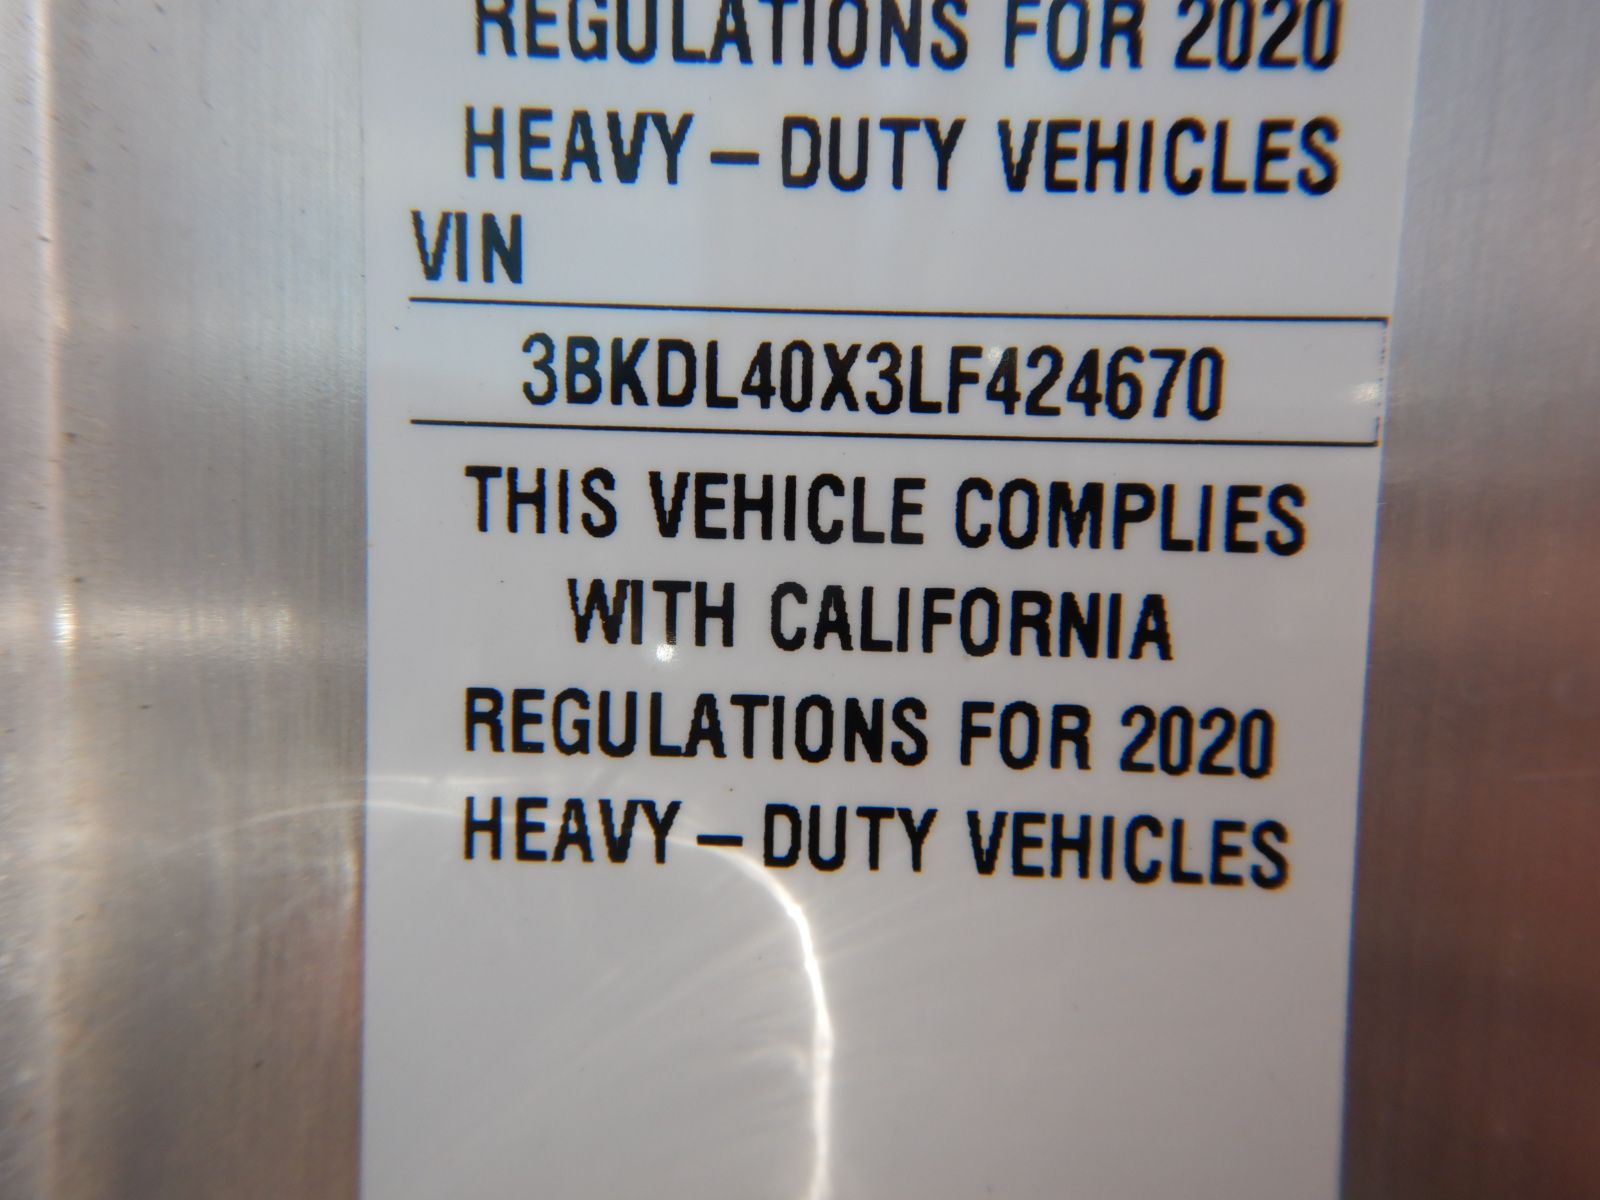 REGULATIONS FOR 2020
HEAVY – DUTY VEHICLES
VIN
3BKDL40X3LF424670
THIS VEHICLE COMPLIES
WITH CALIFORNIA
REGULATIONS FOR 2020
HEAVY – DUTY VEHICLES